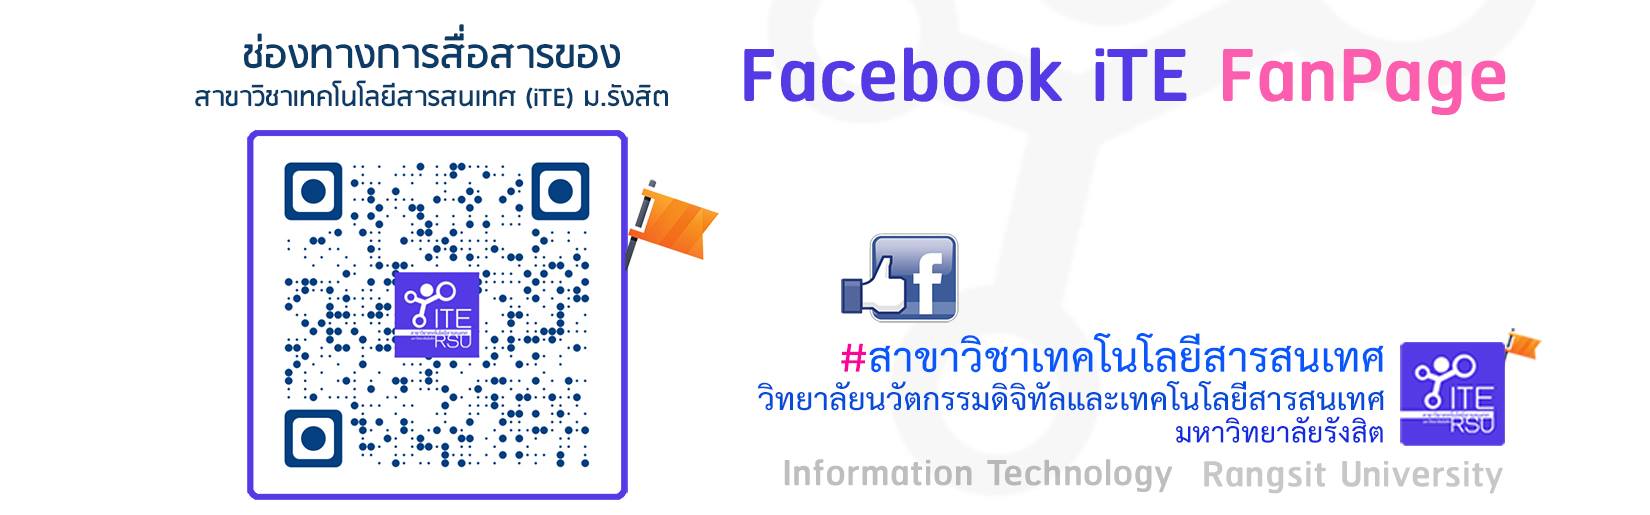 ช่องทางการสื่อสารของ
สาขาวิชาเทคโนโลยีสารสนเทศ (iTE) ม.รังสิต
Facebook iTE FanPage
ITE
RSU
f
#สาขาวิชาเทคโนโลยีสารสนเทศ
วิทยาลัยนวัตกรรมดิจิทัลและเทคโนโลยีสารสนเทศ
มหาวิทยาลัยรังสิต
ITE
RSU
Information Technology Rangsit University